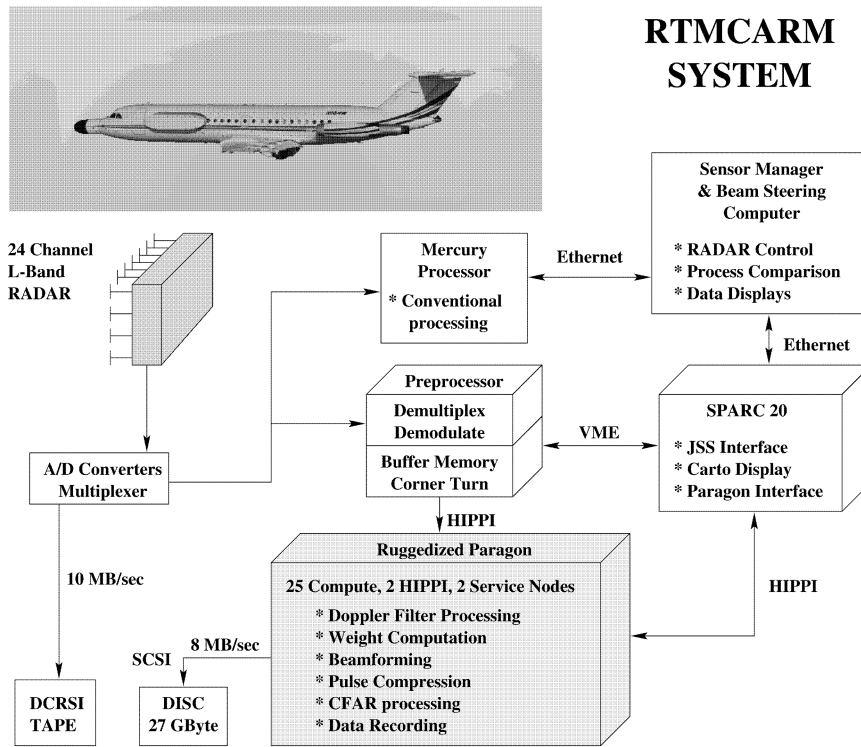 RTMCARM
SYSTEM
Sensor Manager
& Beam Steering
Computer
* RADAR Control
* Process Comparison
* Data Displays
24 Channel
L-Band
RADAR
Mercury
Processor
* Conventional
processing
Ethernet
Ethernet
Preprocessor
Demultiplex
Demodulate
Buffer Memory
Corner Turn
VME
SPARC 20
* JSS Interface
* Carto Display
* Paragon Interface
A/D Converters
Multiplexer
HIPPI
Ruggedized Paragon
25 Compute, 2 HIPPI, 2 Service Nodes
* Doppler Filter Processing
* Weight Computation
* Beamforming
* Pulse Compression
* CFAR processing
* Data Recording
HIPPI
10 MB/sec
8 MB/sec
SCSI
DCRSI
TAPE
DISC
27 GByte